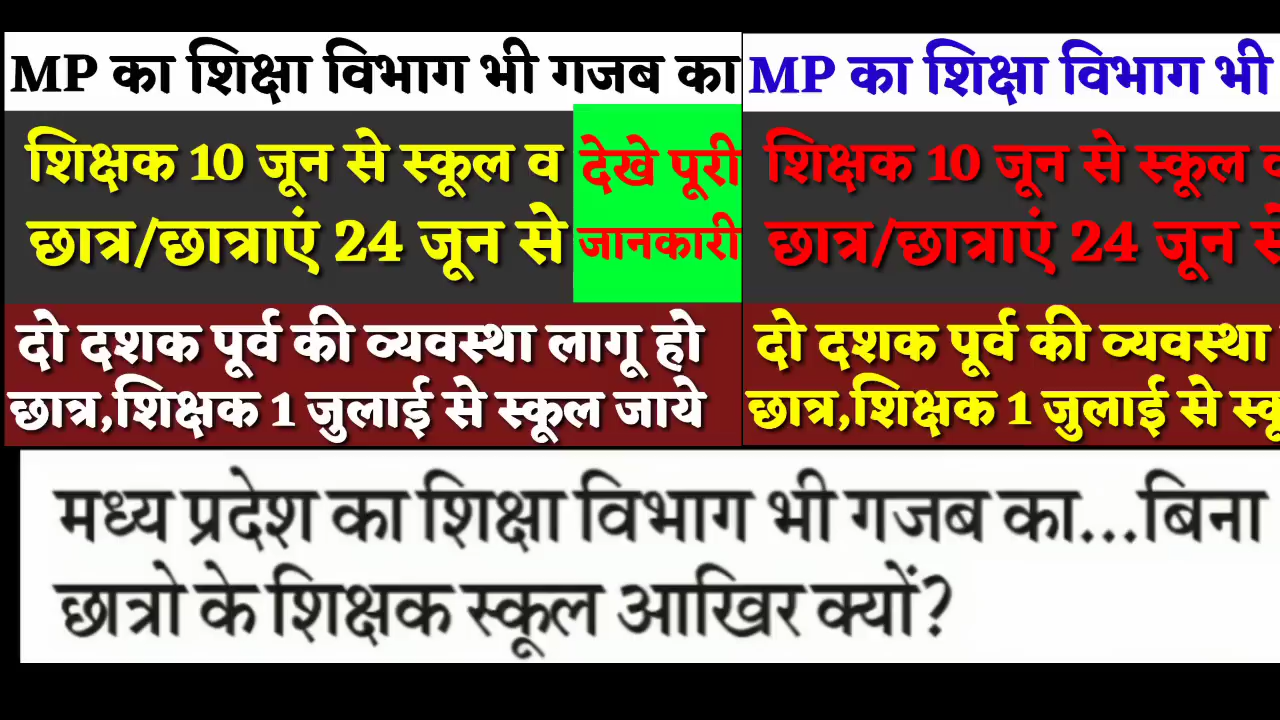 MP का शिक्षा विभाग भी गजब का
शिक्षक 10 जून से स्कूल व
छात्र/छात्राएं 24 जून से
देखे पूरी
जानकारी
दो दशक पूर्व की व्यवस्था लागू हो
छात्र,शिक्षक 1 जुलाई से स्कूल जाये
MP का शिक्षा विभाग भी
शिक्षक 10 जून से स्कूल व
छात्र/छात्राएं 24 जून से
दो दशक पूर्व की व्यवस्था
छात्र,शिक्षक 1 जुलाई से
मध्य प्रदेश का शिक्षा विभाग भी गजब का...बिना
छात्रो के शिक्षक स्कूल आखिर क्यों?